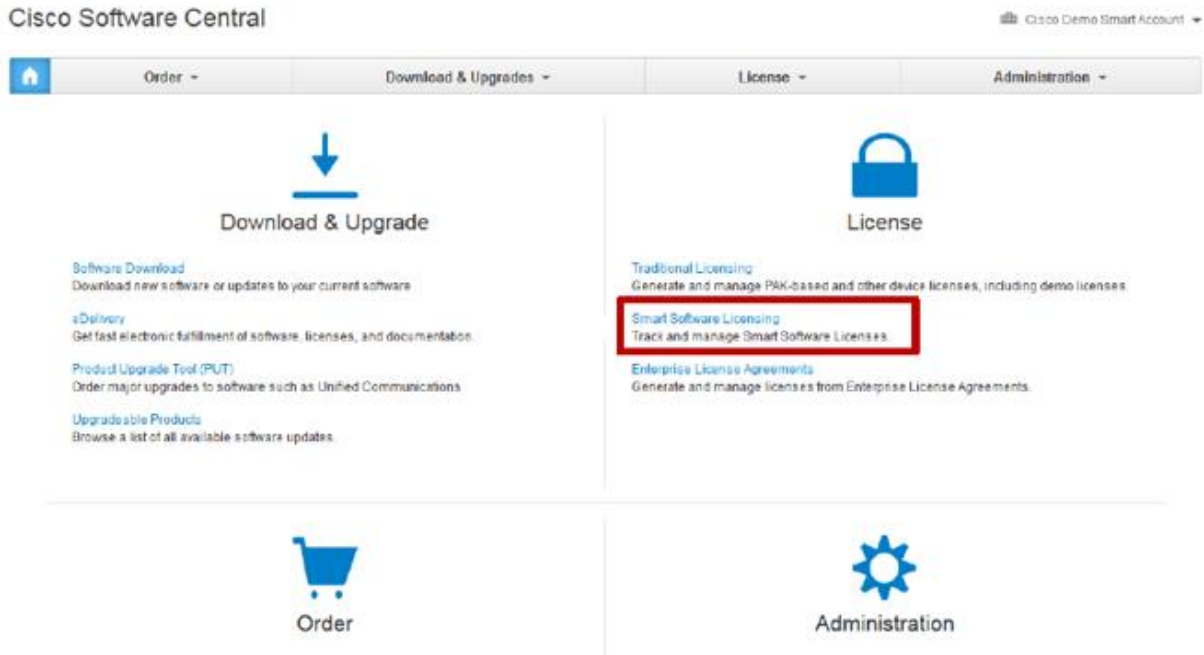 Cisco Software Central
Cisco Demo Smart Account
Order
Download & Upgrades
License
Administration
Download & Upgrade
Software Download
Download new software or updates to your current software
eDelivery
Get fast electronic fulfillment of software, licenses, and documentation.
Product Upgrade Tool (PUT)
Order major upgrades to software such as Unified Communications
Upgradeable Products
Browse a list of all available software updates.
License
Traditional Licensing
Generate and manage PAK-based and other device licenses, including demo licenses.
Smart Software Licensing
Track and manage Smart Software Licenses.
Enterprise License Agreements
Generate and manage licenses from Enterprise License Agreements.
Order
Administration